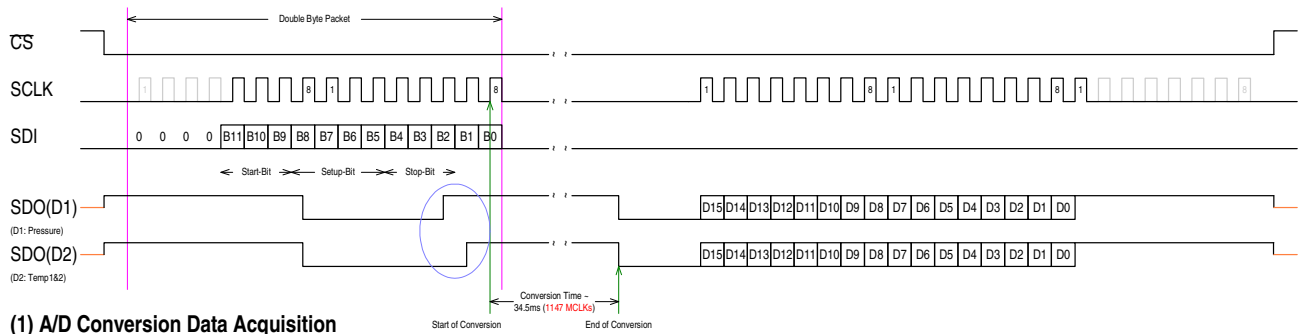 Double Byte Packet
CS
SCLK
1 8 1 8 1 8 1 8 1 8
SDI
0 0 0 0 B11 B10 B9 B8 B7 B6 B5 B4 B3 B2 B1 B0
Start-Bit Setup-Bit Stop-Bit
SDO(D1)
D15 D14 D13 D12 D11 D10 D9 D8 D7 D6 D5 D4 D3 D2 D1 D0
(D1: Pressure)
SDO(D2)
D15 D14 D13 D12 D11 D10 D9 D8 D7 D6 D5 D4 D3 D2 D1 D0
(D2: Temp1&2)
Conversion Time ~
34.5ms (1147 MCLKs)
(1) A/D Conversion Data Acquisition
Start of Conversion End of Conversion